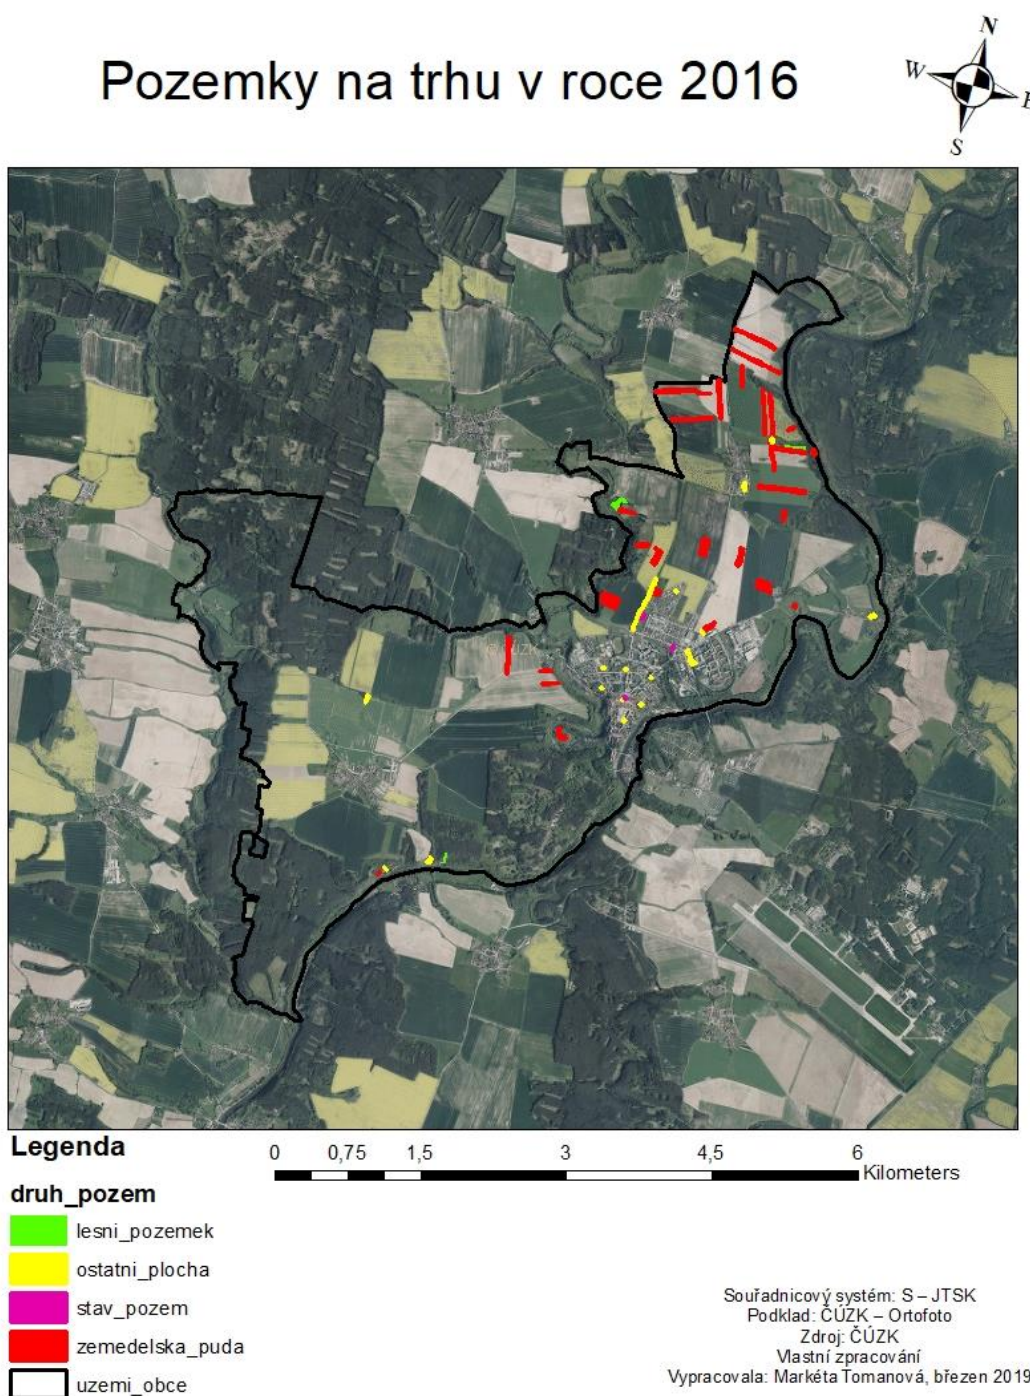 Pozemky na trhu v roce 2016
N
W
E
S
Legenda
0 0,75 1,5 3 4,5 6
Kilometers
druh_pozem
lesni_pozemek
ostatni_plocha
stav_pozem
zemedelska_puda
uzemi_obce
Souřadnicový systém: S – JTSK
Podklad: ČÚZK – Ortofoto
Zdroj: ČÚZK
Vlastní zpracování
Vypracovala: Markéta Tomanová, březen 2019